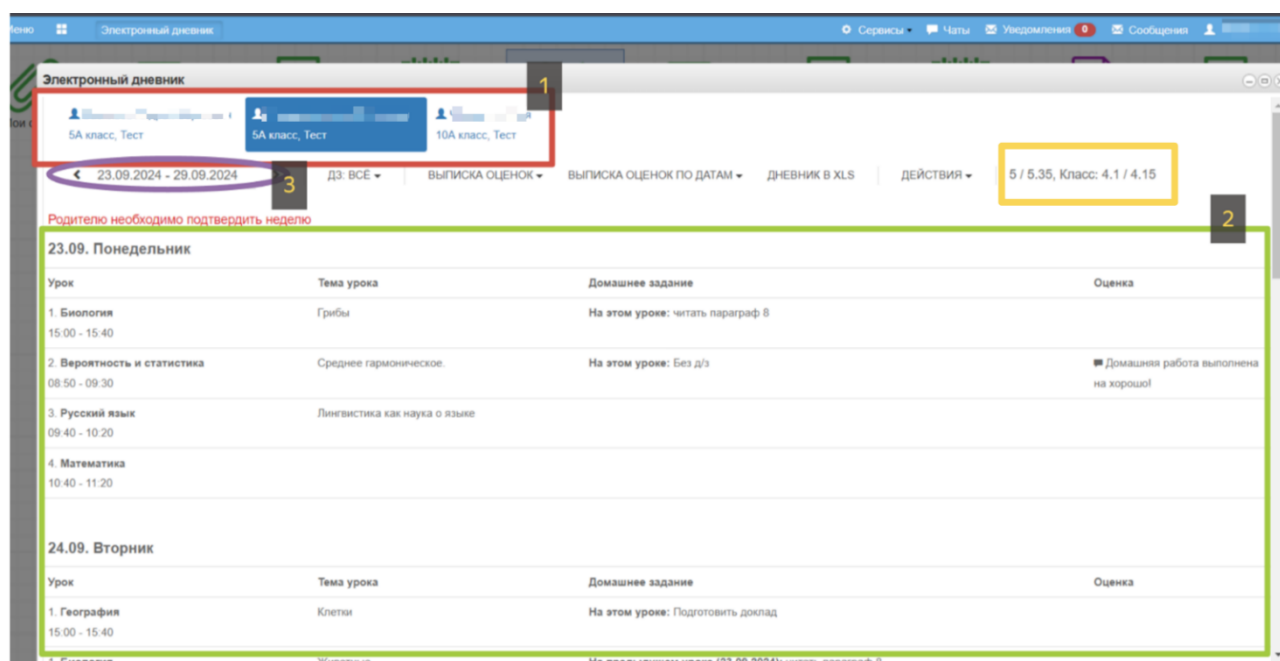 Меню Электронный дневник Сервисы Чаты Уведомления 0 Сообщения
Электронный дневник
1
5А класс, Тест 5А класс, Тест 10А класс, Тест
23.09.2024 - 29.09.2024 3 ДЗ: ВСЁ ВЫПИСКА ОЦЕНОК ВЫПИСКА ОЦЕНОК ПО ДАТАМ ДНЕВНИК В XLS ДЕЙСТВИЯ 5 / 5.35, Класс: 4.1 / 4.15
Родителю необходимо подтвердить неделю
2
23.09. Понедельник
Урок Тема урока Домашнее задание Оценка
1. Биология Грибы На этом уроке: читать параграф 8
15:00 - 15:40
2. Вероятность и статистика Среднее гармоническое. На этом уроке: Без д/з Домашняя работа выполнена
08:50 - 09:30 на хорошо!
3. Русский язык Лингвистика как наука о языке
09:40 - 10:20
4. Математика
10:40 - 11:20
24.09. Вторник
Урок Тема урока Домашнее задание Оценка
1. География Клетки На этом уроке: Подготовить доклад
15:00 - 15:40